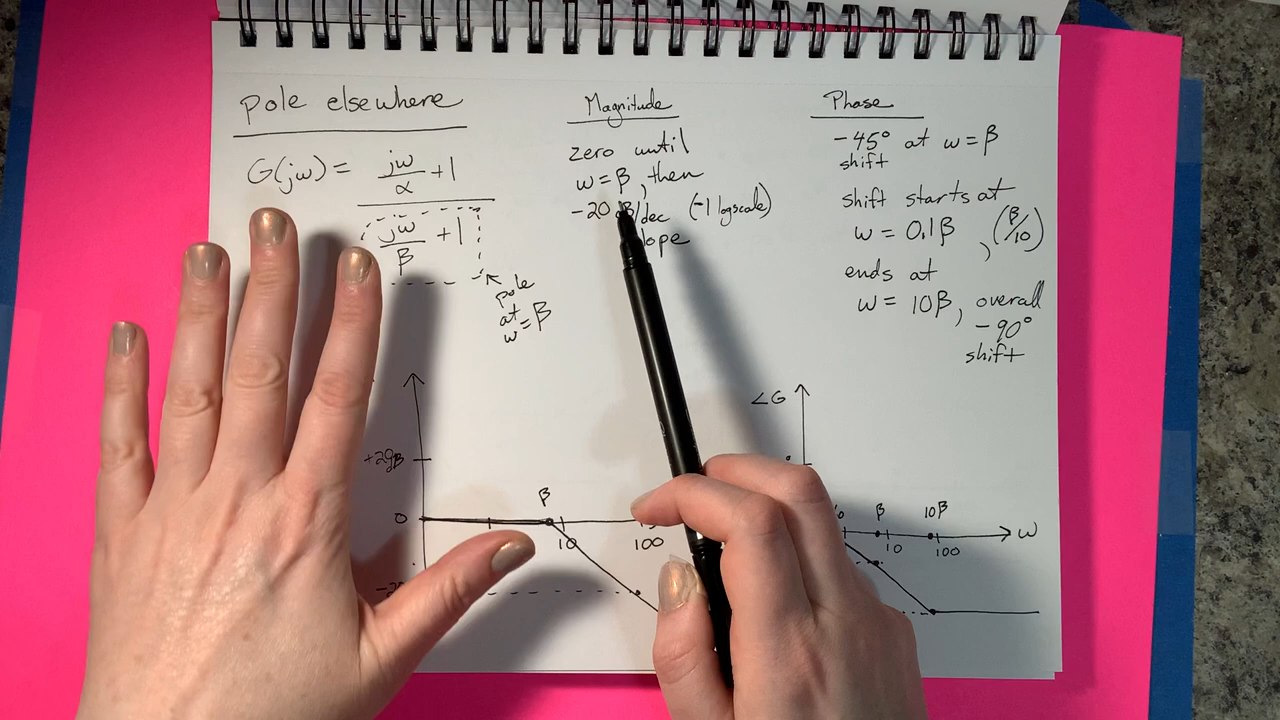 pole elsewhere
G(jω) = jω/α + 1
jω/β + 1
pole
at
ω = β
Magnitude
zero until
ω = β, then
-20 dB/dec (-1 logscale)
Phase
-45° at ω = β
shift
shift starts at
ω = 0.1β, (β/10)
ends at
ω = 10β, overall
-90°
shift
+20dB
0
β
10
100
∠G
β
10β
10
100
ω